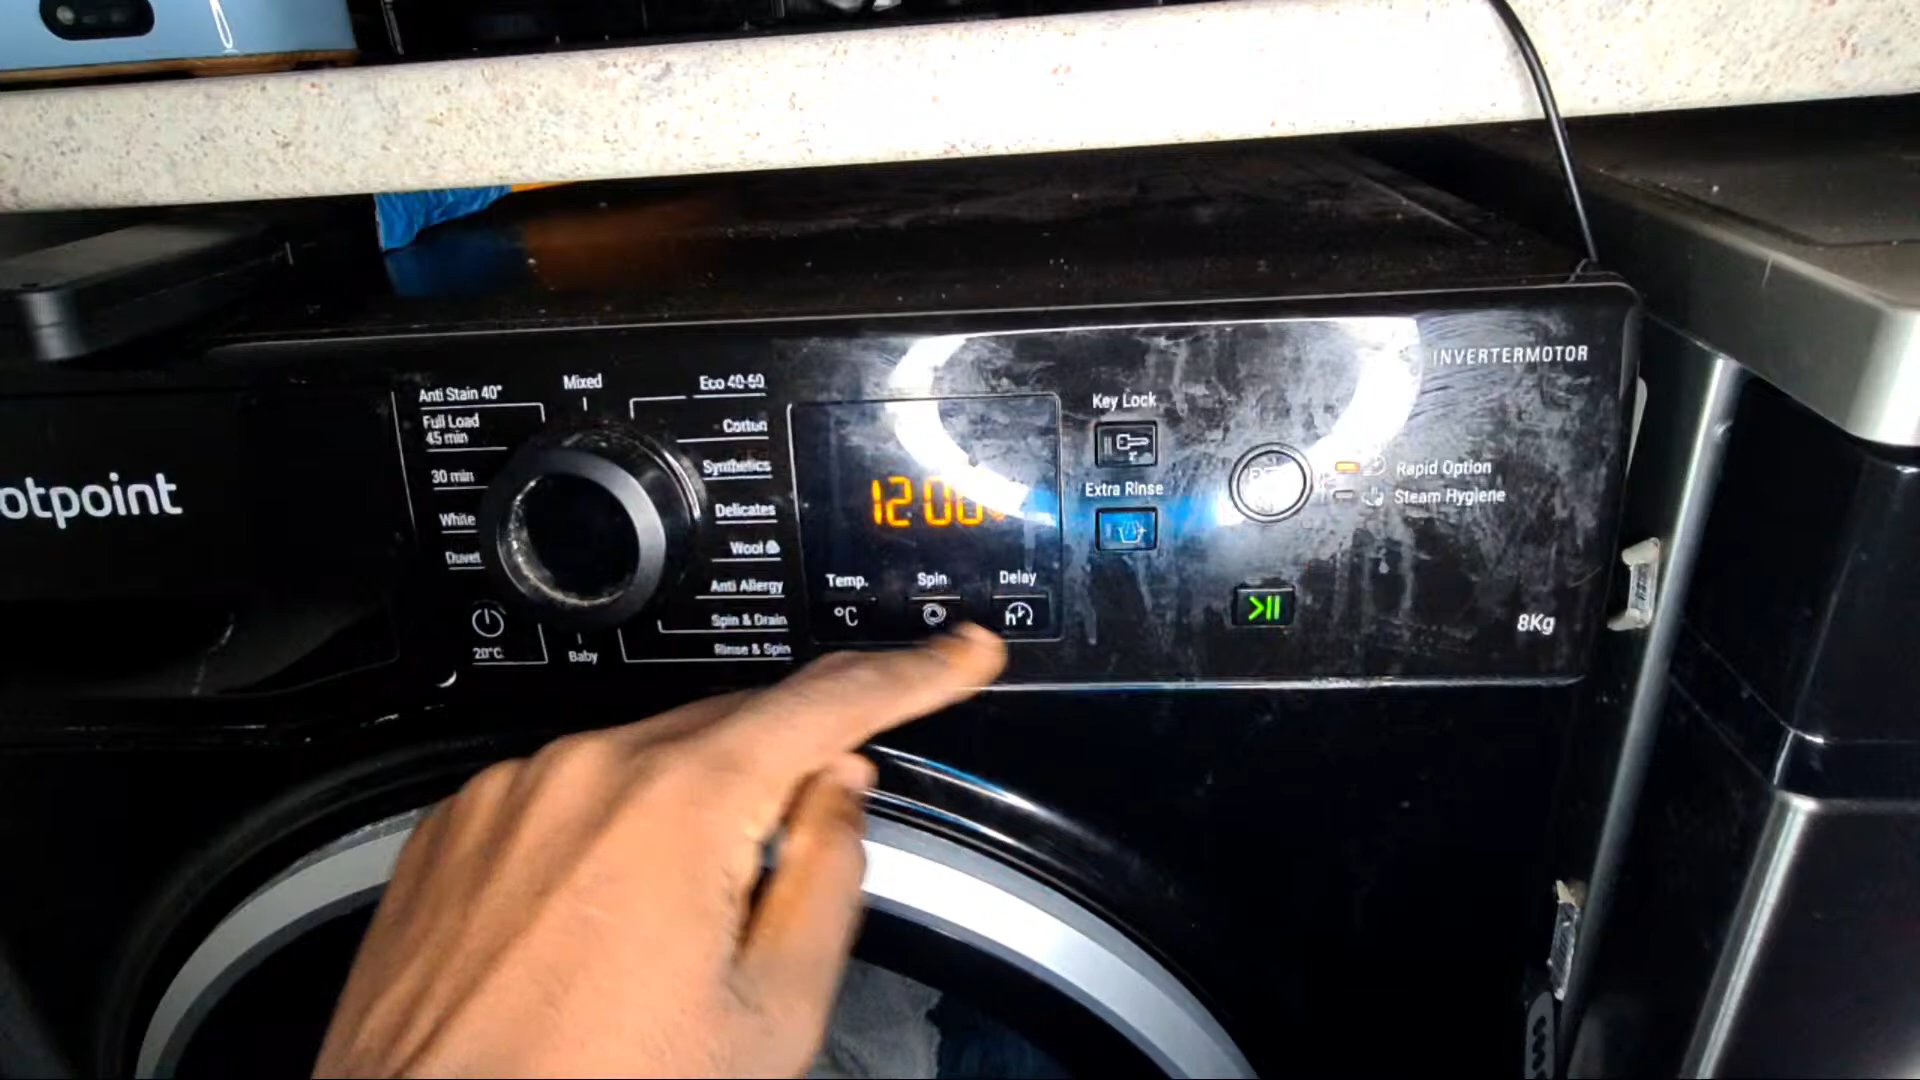 otpoint
Anti Stain 40°
Full Load
45 min
30 min
White
Duvet
20°C
Mixed
Baby
Eco 40-60
Cotton
Synthetics
Delicates
Wool
Anti Allergy
Spin & Drain
Rinse & Spin
1200
Temp.
°C
Spin
Delay
h
Key Lock
Extra Rinse
Rapid Option
Steam Hygiene
INVERTERMOTOR
8Kg